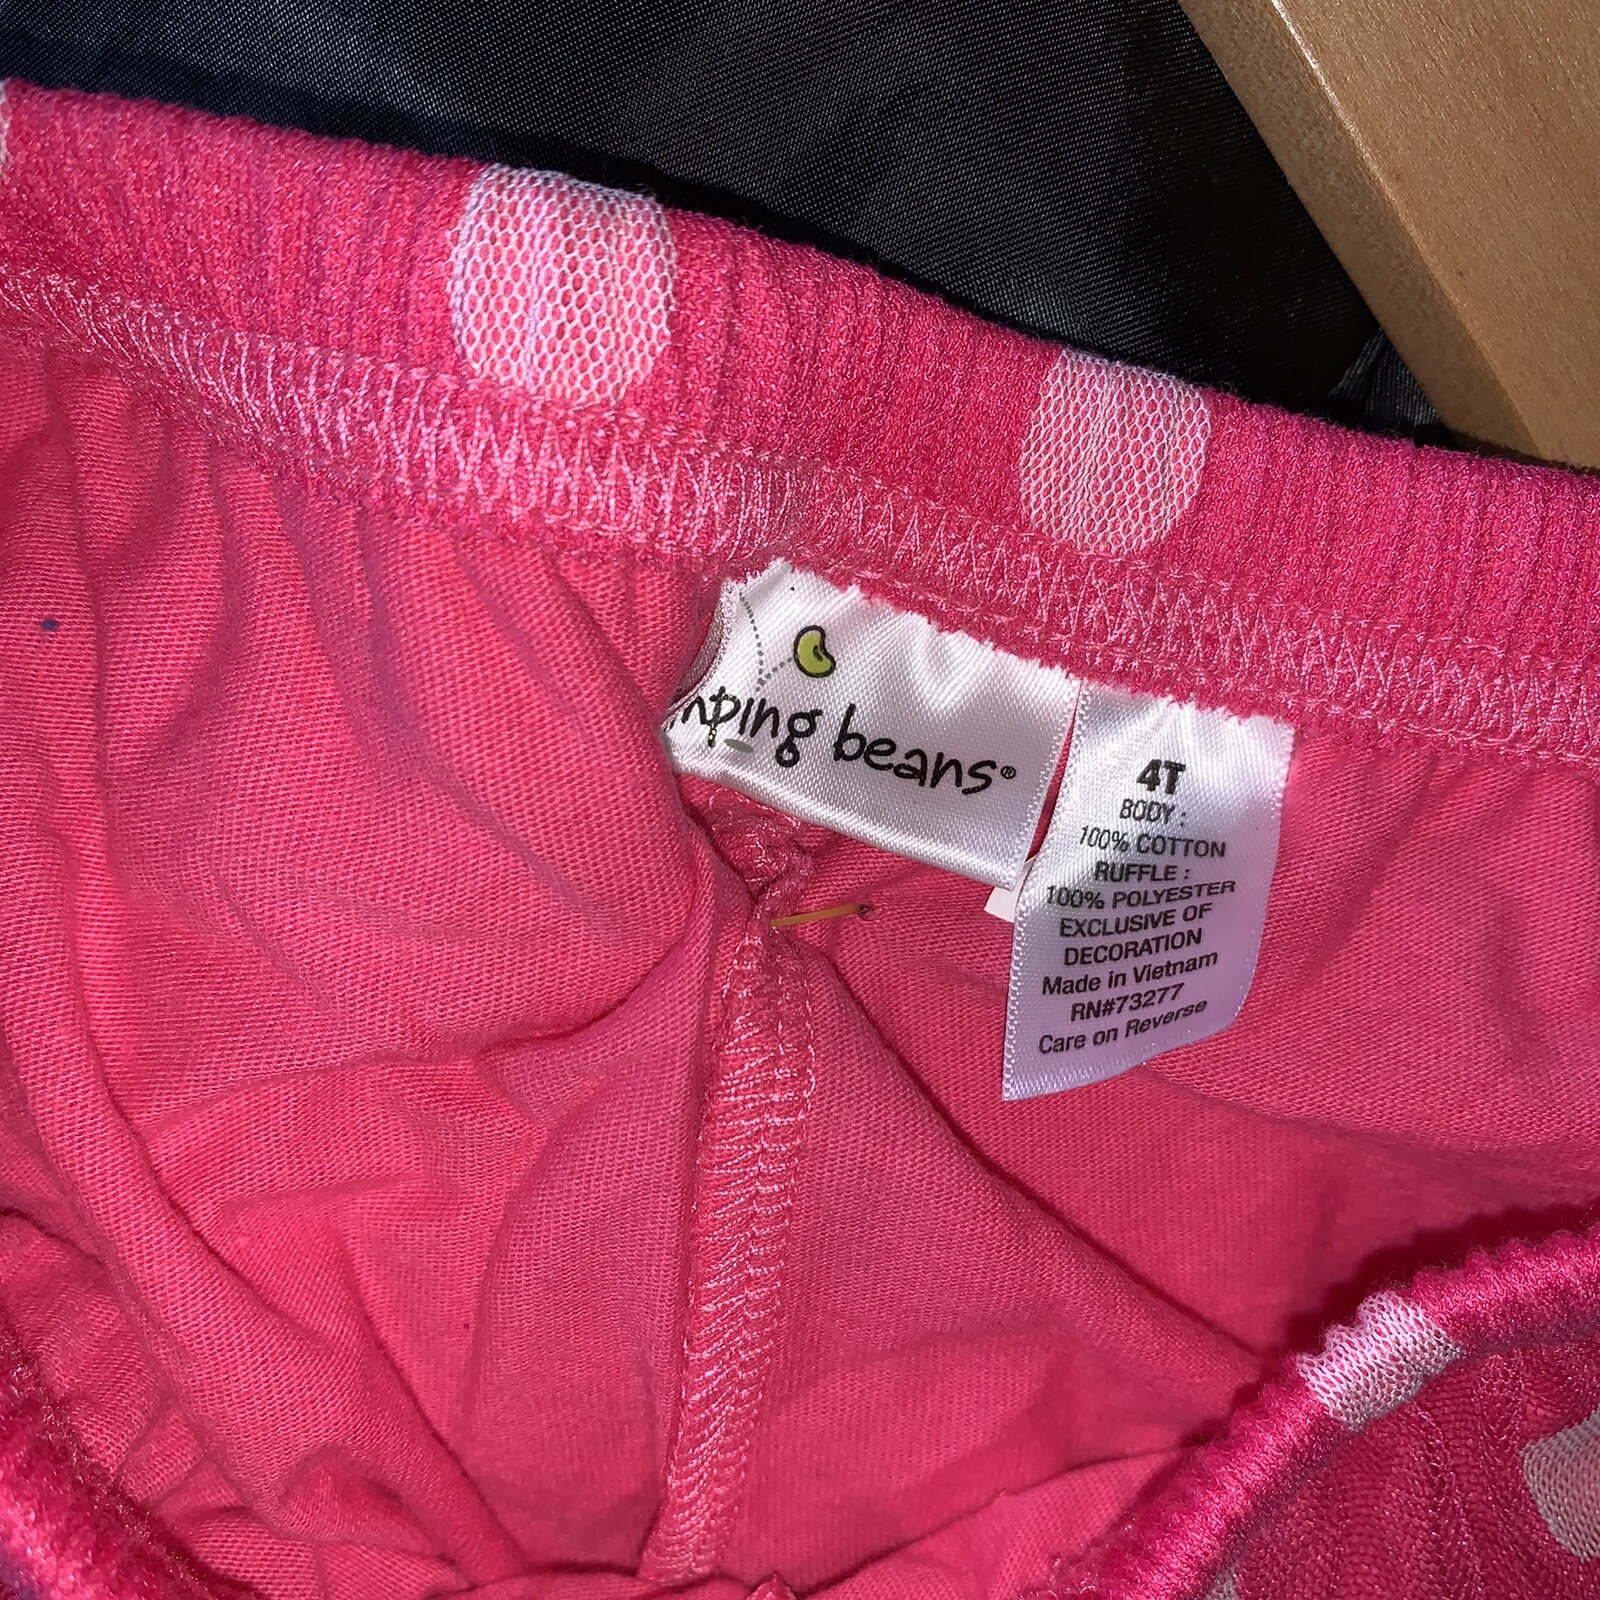 mping beans®
4T
BODY :
100% COTTON
RUFFLE :
100% POLYESTER
EXCLUSIVE OF
DECORATION
Made in Vietnam
RN#73277
Care on Reverse